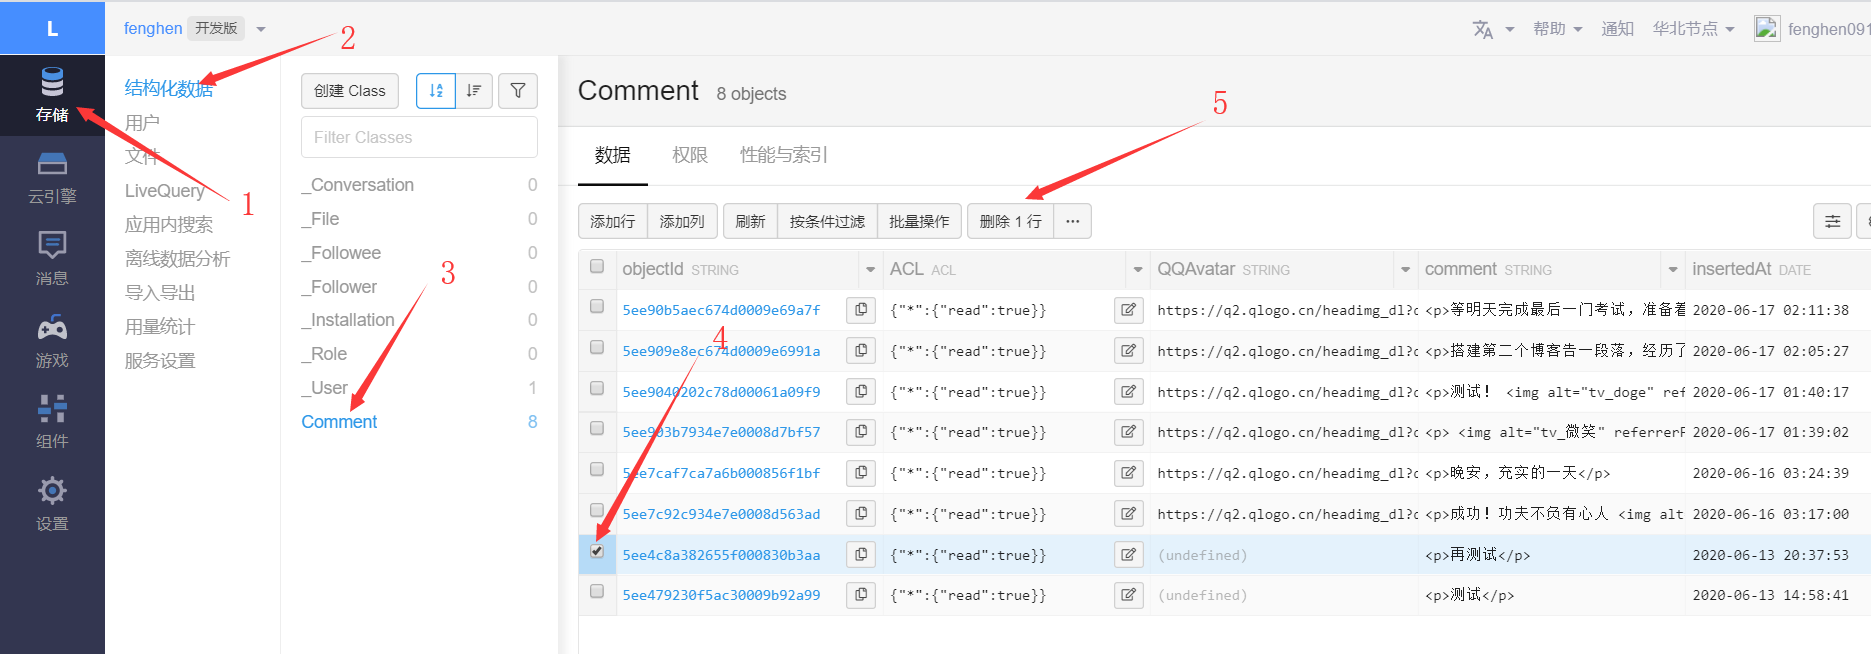 L
fenghen 开发版
2
帮助 通知 华北节点 fenghen091
存储
云引擎
消息
游戏
组件
设置
结构化数据
用户
文件
LiveQuery
应用内搜索
离线数据分析
导入导出
用量统计
服务设置
1
创建 Class
Filter Classes
_Conversation 0
_File 0
_Followee 0
_Follower 0
_Installation 0
_Role 0
_User 1
Comment 8
3
Comment 8 objects
5
数据 权限 性能与索引
添加行 添加列 刷新 按条件过滤 批量操作 删除 1 行 ···
objectId STRING ACL ACL QQAvatar STRING comment STRING insertedAt DATE
5ee90b5aec674d0009e69a7f {"*":{"read":true}} https://q2.qlogo.cn/headimg_dl?d <p>等明天完成最后一门考试，准备着 2020-06-17 02:11:38
4
5ee909e8ec674d0009e6991a {"*":{"read":true}} https://q2.qlogo.cn/headimg_dl?d <p>搭建第二个博客告一段落，经历了 2020-06-17 02:05:27
5ee9040202c78d00061a09f9 {"*":{"read":true}} https://q2.qlogo.cn/headimg_dl?d <p>测试！ <img alt="tv_doge" ref 2020-06-17 01:40:17
5ee903b7934e7e0008d7bf57 {"*":{"read":true}} https://q2.qlogo.cn/headimg_dl?d <p> <img alt="tv_微笑" referrerP 2020-06-17 01:39:02
5ee7caf7ca7a6b000856f1bf {"*":{"read":true}} https://q2.qlogo.cn/headimg_dl?d <p>晚安，充实的一天</p> 2020-06-16 03:24:39
5ee7c92c934e7e0008d563ad {"*":{"read":true}} https://q2.qlogo.cn/headimg_dl?d <p>成功！功夫不负有心人 <img alt 2020-06-16 03:17:00
5ee4c8a382655f000830b3aa {"*":{"read":true}} (undefined) <p>再测试</p> 2020-06-13 20:37:53
5ee479230f5ac30009b92a99 {"*":{"read":true}} (undefined) <p>测试</p> 2020-06-13 14:58:41